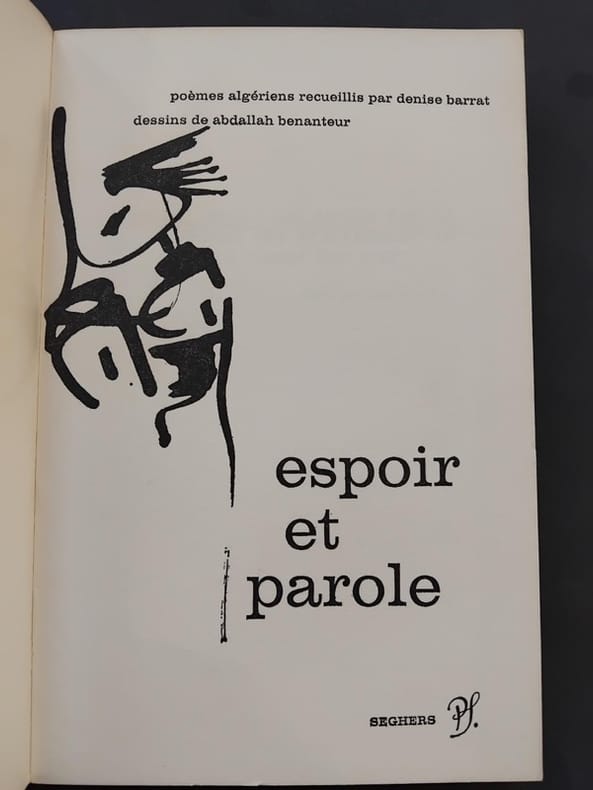 poèmes algériens recueillis par denise barrat
dessins de abdallah benanteur
espoir
et
parole
SEGHERS